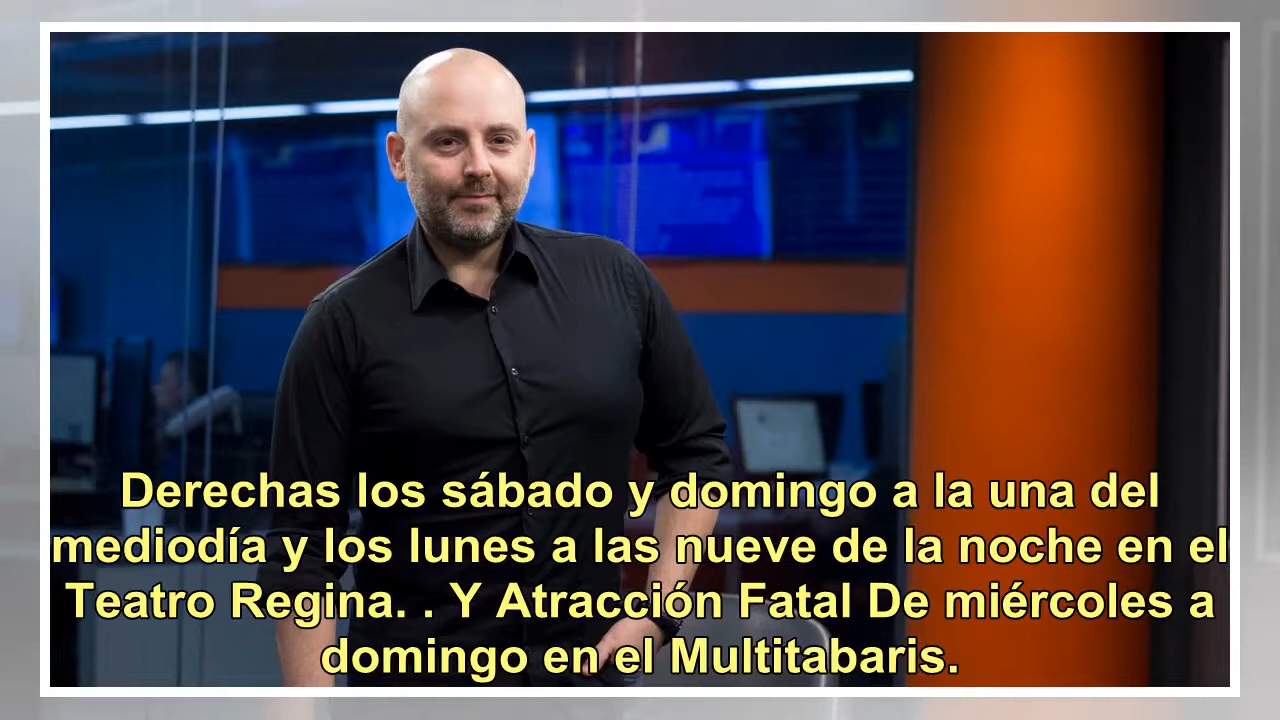 Derechas los sábado y domingo a la una del
mediodía y los lunes a las nueve de la noche en el
Teatro Regina. . Y Atracción Fatal De miércoles a
domingo en el Multitabaris.